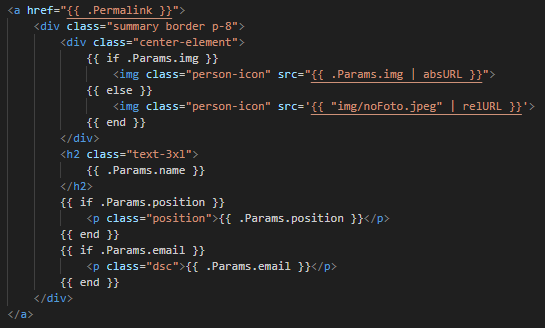 <a href="{{ .Permalink }}">
    <div class="summary border p-8">
        <div class="center-element">
            {{ if .Params.img }}
                <img class="person-icon" src="{{ .Params.img | absURL }}">
            {{ else }}
                <img class="person-icon" src='{{ "img/noFoto.jpeg" | relURL }}'>
            {{ end }}
        </div>
        <h2 class="text-3xl">
            {{ .Params.name }}
        </h2>
        {{ if .Params.position }}
            <p class="position">{{ .Params.position }}</p>
        {{ end }}
        {{ if .Params.email }}
            <p class="dsc">{{ .Params.email }}</p>
        {{ end }}
    </div>
</a>